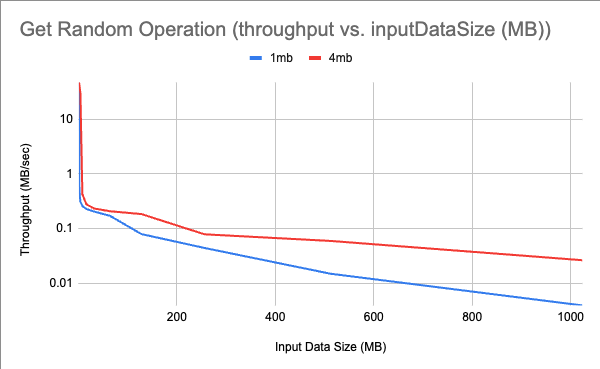 Get Random Operation (throughput vs. inputDataSize (MB))
1mb
4mb
Throughput (MB/sec)
10
1
0.1
0.01
200
400
600
800
1000
Input Data Size (MB)